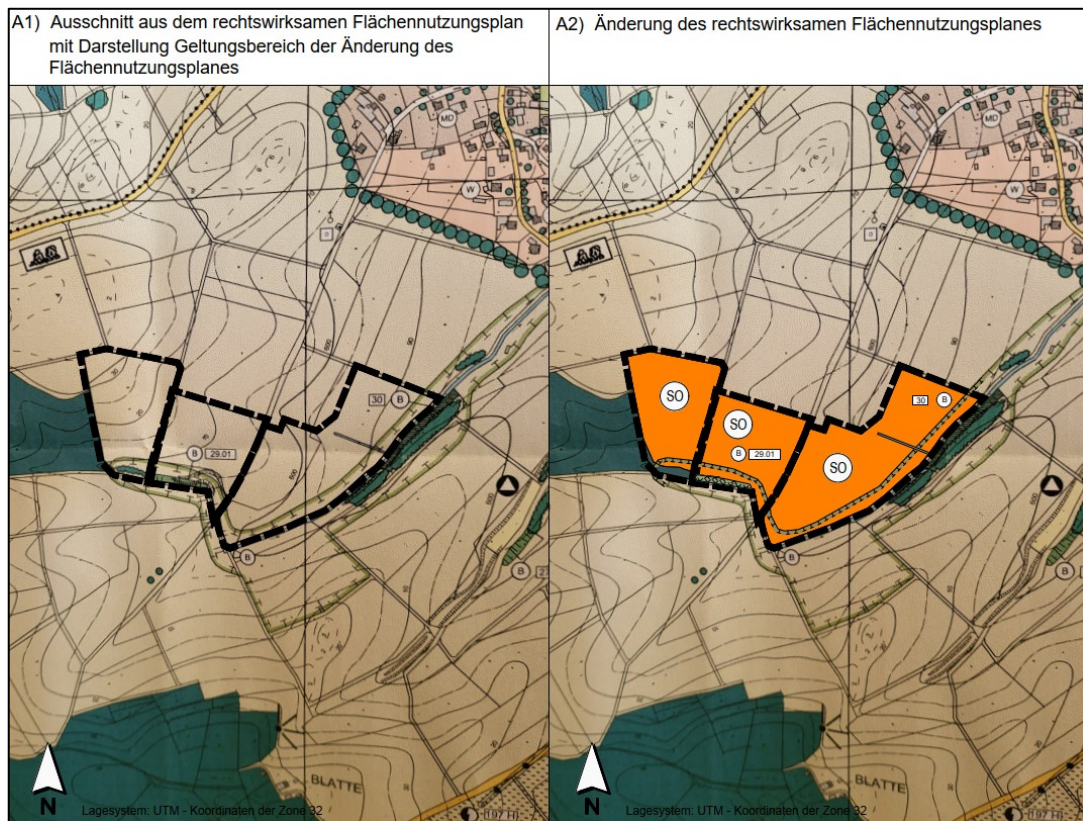 A1) Ausschnitt aus dem rechtswirksamen Flächennutzungsplan
mit Darstellung Geltungsbereich der Änderung des
Flächennutzungsplanes
A2) Änderung des rechtswirksamen Flächennutzungsplanes
MD
W
30 B
B 29.01
B
B
BLATTE
N
Lagesystem: UTM - Koordinaten der Zone 32
(197 H)
MD
W
SO
30 B
SO
B 29.01
SO
B
B
BLATTE
N
Lagesystem: UTM - Koordinaten der Zone 32
(197 H)